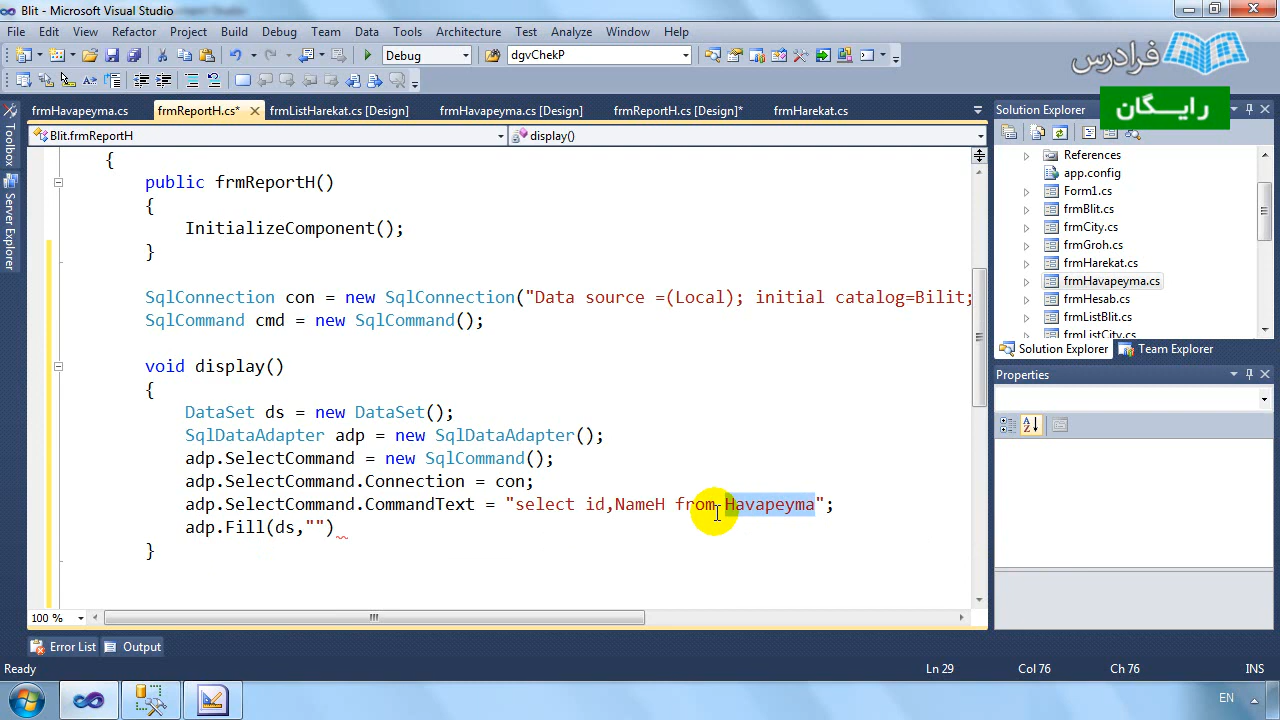 Blit - Microsoft Visual Studio
File Edit View Refactor Project Build Debug Team Data Tools Architecture Test Analyze Window Help
Debug dgvChekP
فرادرس
رایـــگان
frmHavapeyma.cs frmReportH.cs* frmListHarekat.cs [Design] frmHavapeyma.cs [Design] frmReportH.cs [Design]* frmHarekat.cs
Blit.frmReportH display()
{
public frmReportH()
{
InitializeComponent();
}
SqlConnection con = new SqlConnection("Data source =(Local); initial catalog=Bilit;
SqlCommand cmd = new SqlCommand();
void display()
{
DataSet ds = new DataSet();
SqlDataAdapter adp = new SqlDataAdapter();
adp.SelectCommand = new SqlCommand();
adp.SelectCommand.Connection = con;
adp.SelectCommand.CommandText = "select id,NameH from Havapeyma";
adp.Fill(ds,"")
}
100 %
Toolbox
Server Explorer
Solution Explorer
References
app.config
Form1.cs
frmBlit.cs
frmCity.cs
frmGroh.cs
frmHarekat.cs
frmHavapeyma.cs
frmHesab.cs
frmListBlit.cs
frmListCity.cs
Solution Explorer Team Explorer
Properties
Error List Output
Ready Ln 29 Col 76 Ch 76 INS
EN